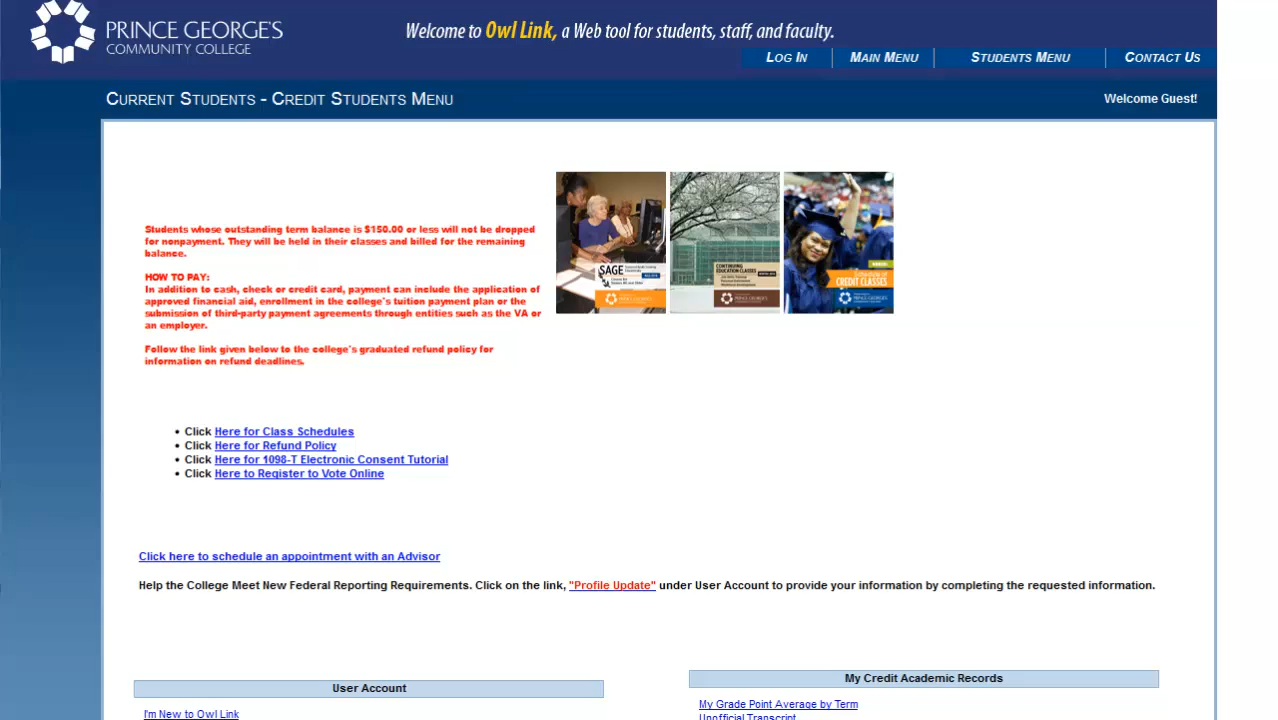 PRINCE GEORGE'S
COMMUNITY COLLEGE
Welcome to Owl Link, a Web tool for students, staff, and faculty.
LOG IN
MAIN MENU
STUDENTS MENU
CONTACT US
CURRENT STUDENTS - CREDIT STUDENTS MENU
Welcome Guest!
Students whose outstanding term balance is $150.00 or less will not be dropped
for nonpayment. They will be held in their classes and billed for the remaining
balance.
HOW TO PAY:
In addition to cash, check or credit card, payment can include the application of
approved financial aid, enrollment in the college's tuition payment plan or the
submission of third-party payment agreements through entities such as the VA or
an employer.
Follow the link given below to the college's graduated refund policy for
information on refund deadlines.
SAGE
PRINCE GEORGE'S
CONTINUING
EDUCATION CLASSES
PRINCE GEORGE'S
CREDIT CLASSES
PRINCE GEORGE'S
• Click Here for Class Schedules
• Click Here for Refund Policy
• Click Here for 1098-T Electronic Consent Tutorial
• Click Here to Register to Vote Online
Click here to schedule an appointment with an Advisor
Help the College Meet New Federal Reporting Requirements. Click on the link, "Profile Update" under User Account to provide your information by completing the requested information.
User Account
I'm New to Owl Link
My Credit Academic Records
My Grade Point Average by Term
Unofficial Transcript